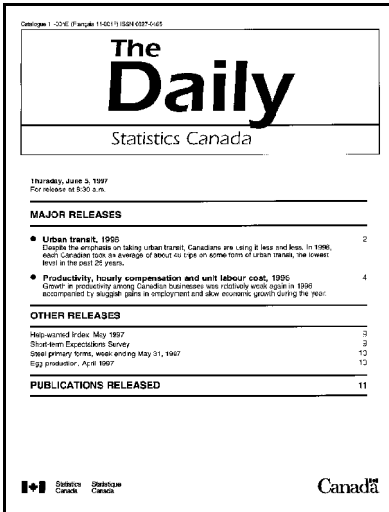 Catalogue 11-001E (Français 11-001F) ISSN 0827-0465
The
Daily
Statistics Canada
Thursday, June 5, 1997
For release at 8:30 a.m.
MAJOR RELEASES
● Urban transit, 1996 2
Despite the emphasis on taking urban transit, Canadians are using it less and less. In 1996,
each Canadian took an average of about 48 trips on some form of urban transit, the lowest
level in the past 25 years.
● Productivity, hourly compensation and unit labour cost, 1996 4
Growth in productivity among Canadian businesses was relatively weak again in 1996
accompanied by sluggish gains in employment and slow economic growth during the year.
OTHER RELEASES
Help-wanted Index, May 1997 9
Short-term Expectations Survey 9
Steel primary forms, week ending May 31, 1997 10
Egg production, April 1997 10
PUBLICATIONS RELEASED 11
Statistics Statistique
Canada Canada
Canada